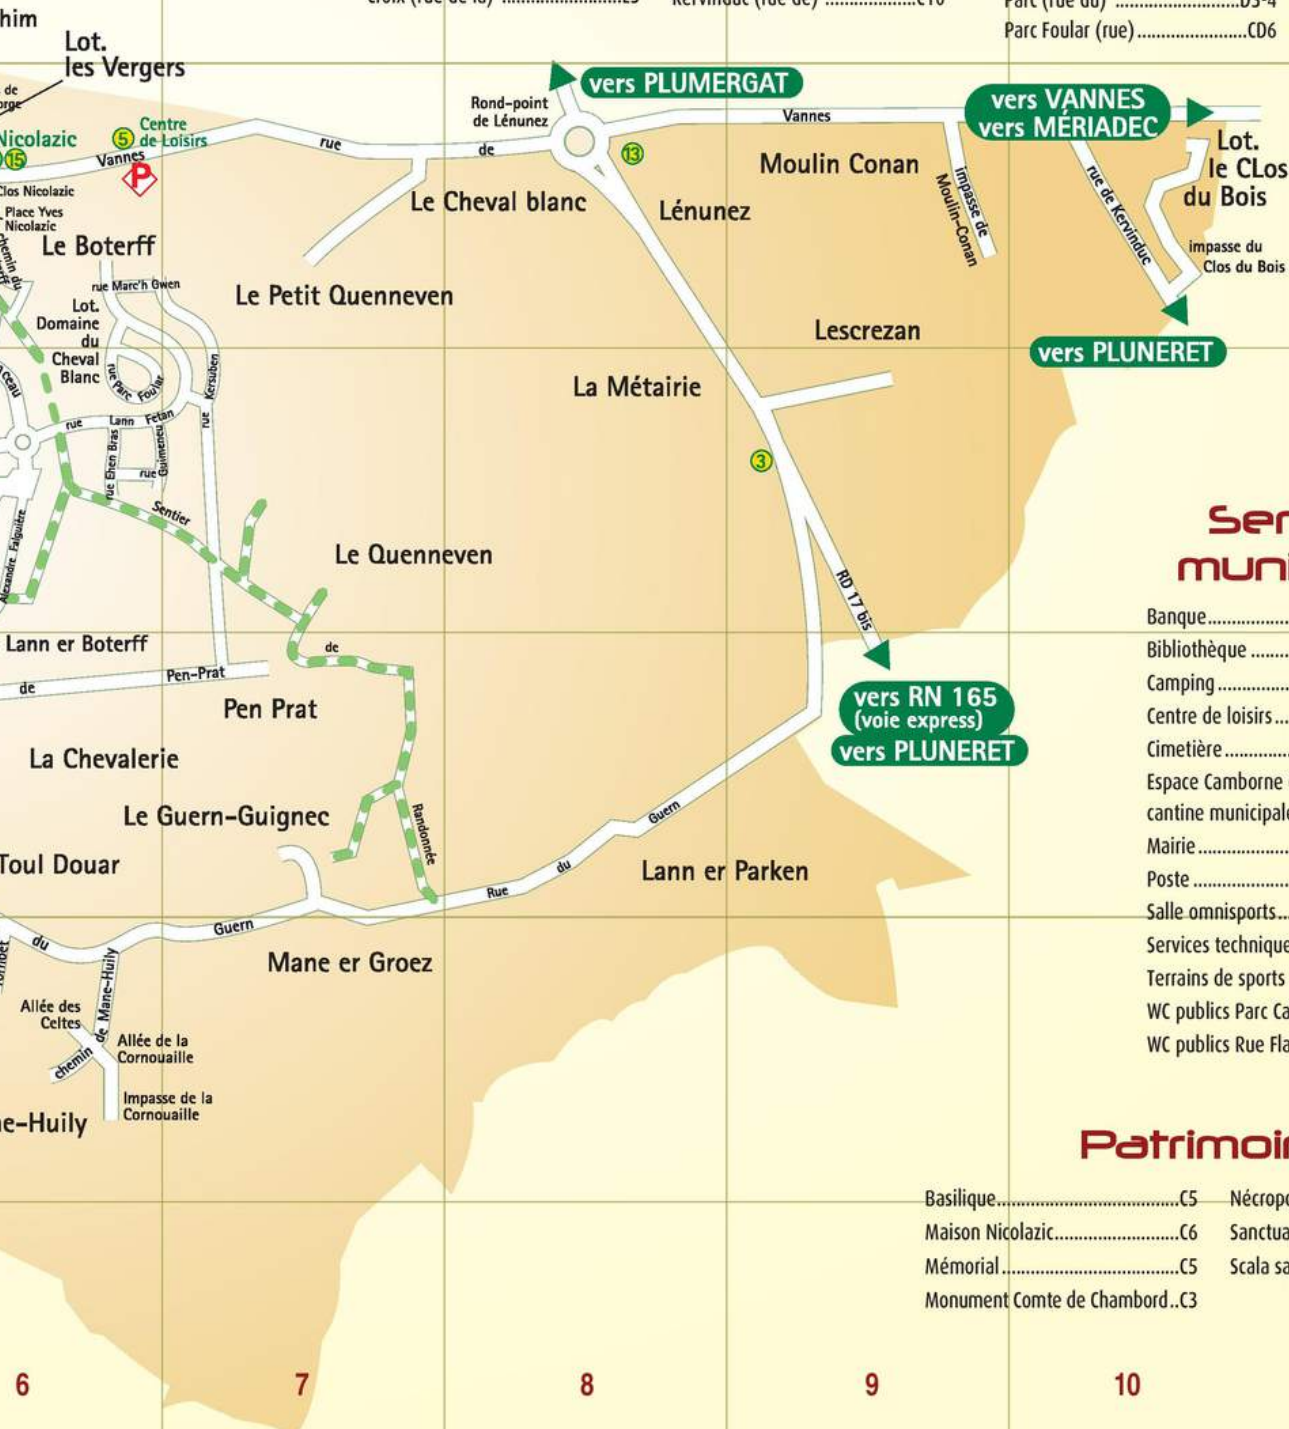 him
Parc Foular (rue).......................CD6
Lot.
les Vergers
vers PLUMERGAT
Rond-point
de Lénunez
vers VANNES
vers MÉRIADEC
Vannes
Nicolazic
15
5
Centre
de Loisirs
Vannes
P
rue
de
13
Moulin Conan
Lot.
le CLos
du Bois
Clos Nicolazic
Place Yves
Nicolazic
chemin du
Le Boterff
Le Cheval blanc
Lénunez
impasse de
Moulin-Conan
rue de Kervinduc
impasse du
Clos du Bois
rue Marc'h Gwen
Le Petit Quenneven
Lot.
Domaine
du
Cheval
Blanc
rue Parc Foular
rue Kersuben
Lescrezan
vers PLUNERET
La Métairie
rue Lann Fetan
rue Ehen Bras
rue Guimeneu
3
Sentier
Alexandre Falguière
Le Quenneven
RD 17 bis
Lann er Boterff
de
de
Pen-Prat
Pen Prat
vers RN 165
(voie express)
vers PLUNERET
La Chevalerie
Le Guern-Guignec
Randonnée
Guern
Toul Douar
Lann er Parken
du
Rue
Guern
du
Mane er Groez
Allée des
Celtes
chemin de Mane-Huily
Allée de la
Cornouaille
Impasse de la
Cornouaille
ne-Huily
Ser
muni
Banque
Bibliothèque
Camping
Centre de loisirs
Cimetière
Espace Camborne
cantine municipale
Mairie
Poste
Salle omnisports
Services technique
Terrains de sports
WC publics Parc Ca
WC publics Rue Fla
Patrimoi
Basilique......................................C5
Nécropo
Maison Nicolazic..........................C6
Sanctua
Mémorial.....................................C5
Scala sa
Monument Comte de Chambord..C3
6 7 8 9 10